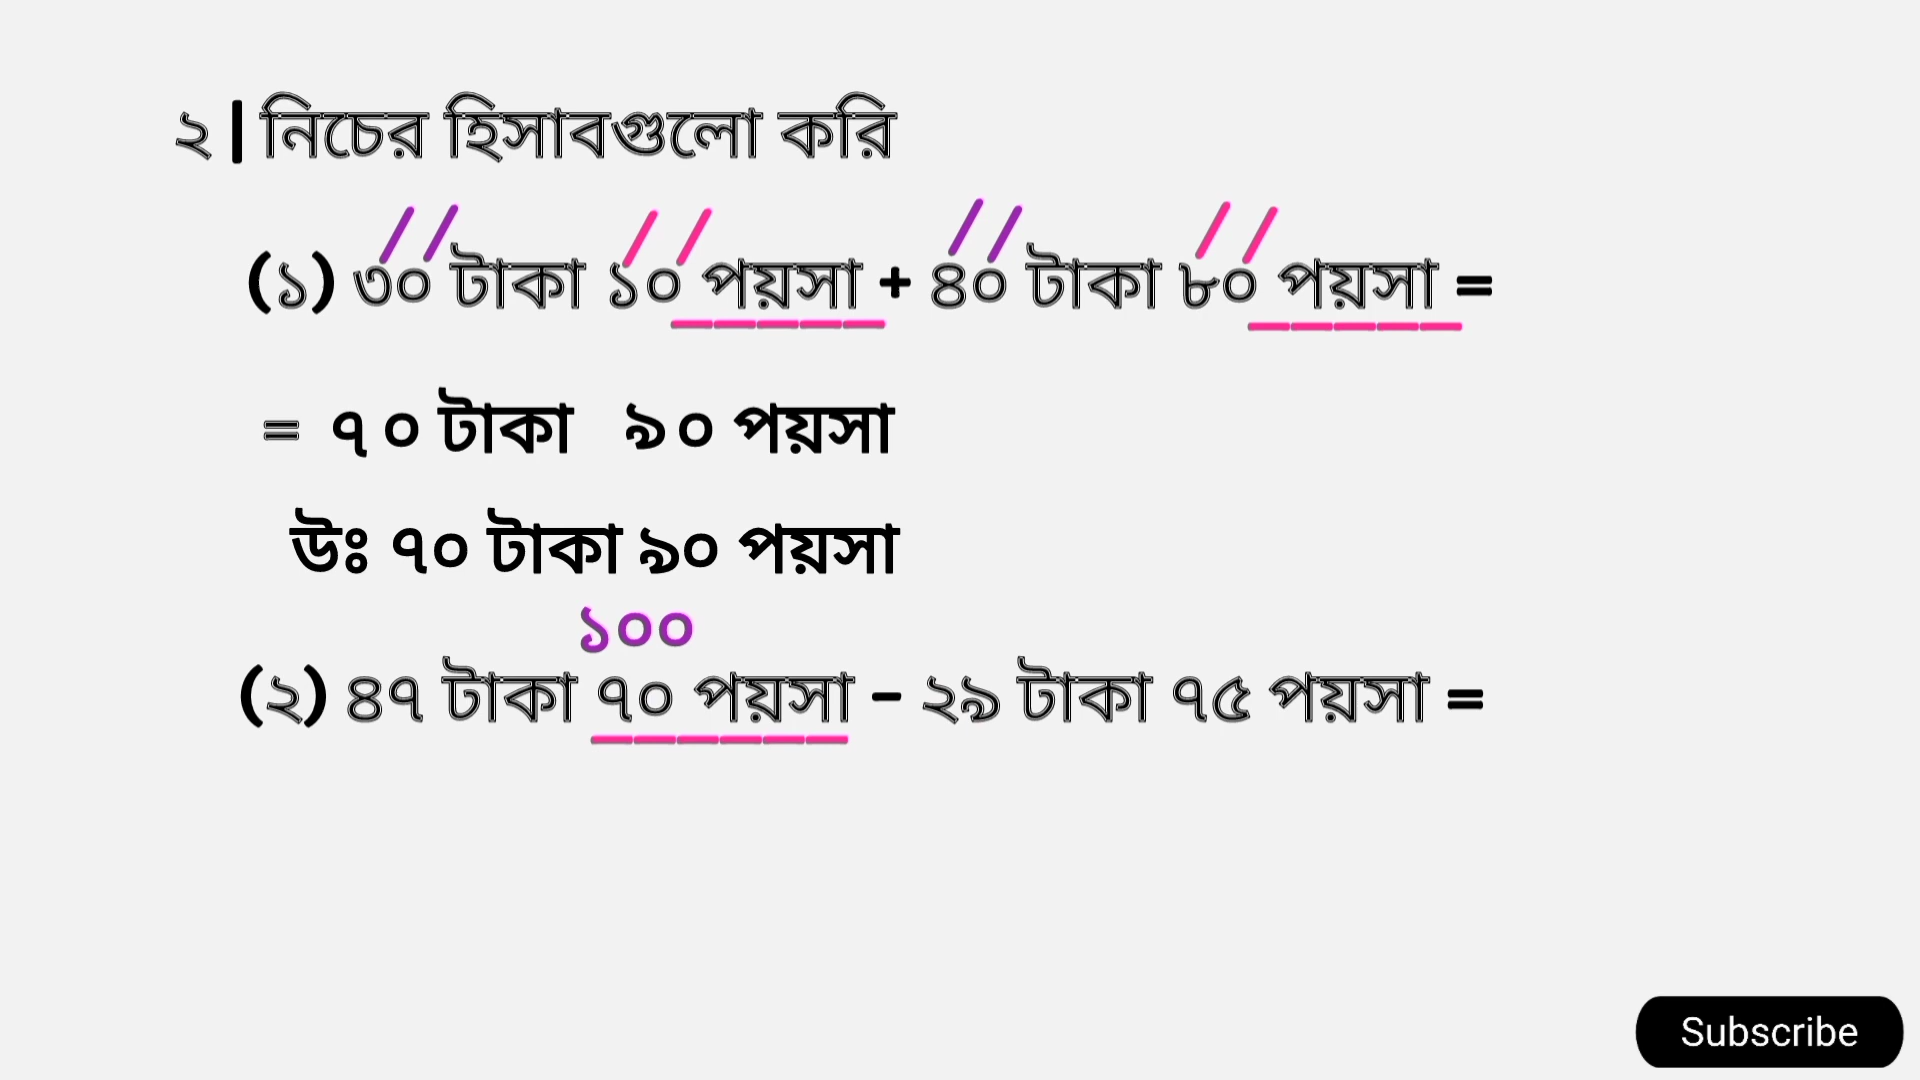 ২| নিচের হিসাবগুলো করি
(১) ৩০ টাকা ১০ পয়সা + ৪০ টাকা ৮০ পয়সা =
= ৭০ টাকা ৯০ পয়সা
উঃ ৭০ টাকা ৯০ পয়সা
১০০
(২) ৪৭ টাকা ৭০ পয়সা - ২৯ টাকা ৭৫ পয়সা =
Subscribe